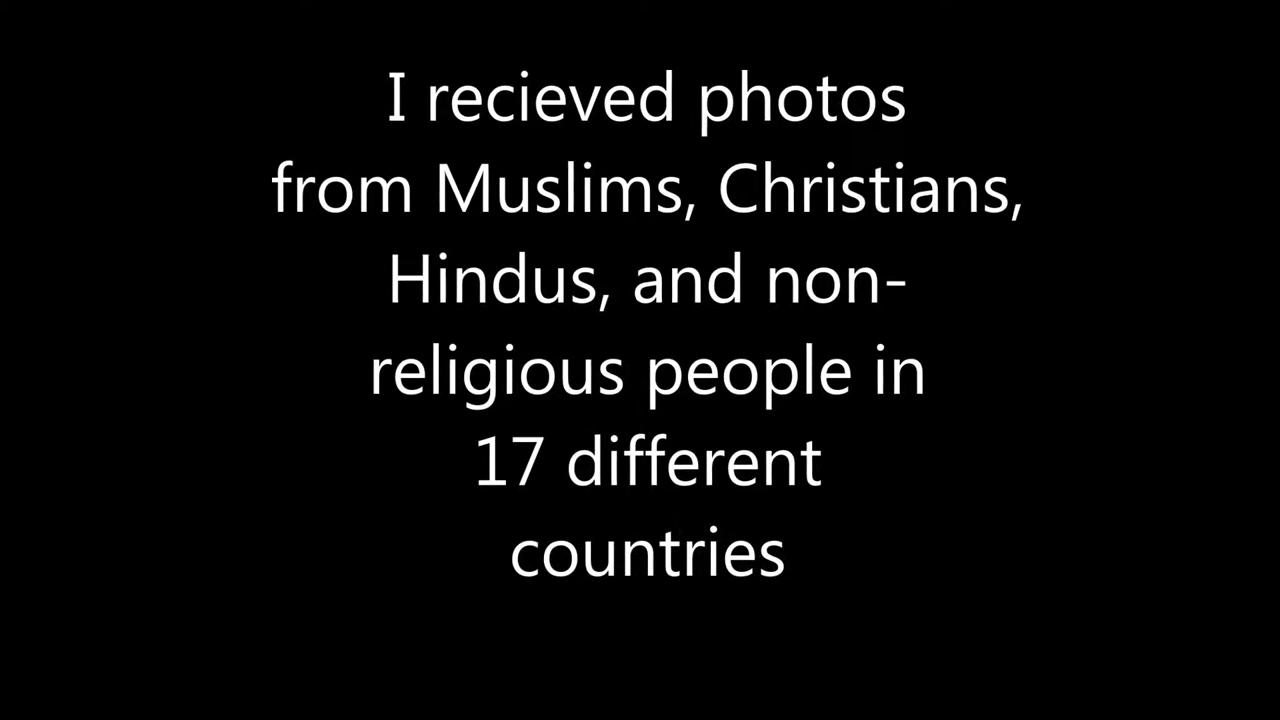 I recieved photos
from Muslims, Christians,
Hindus, and non-
religious people in
17 different
countries